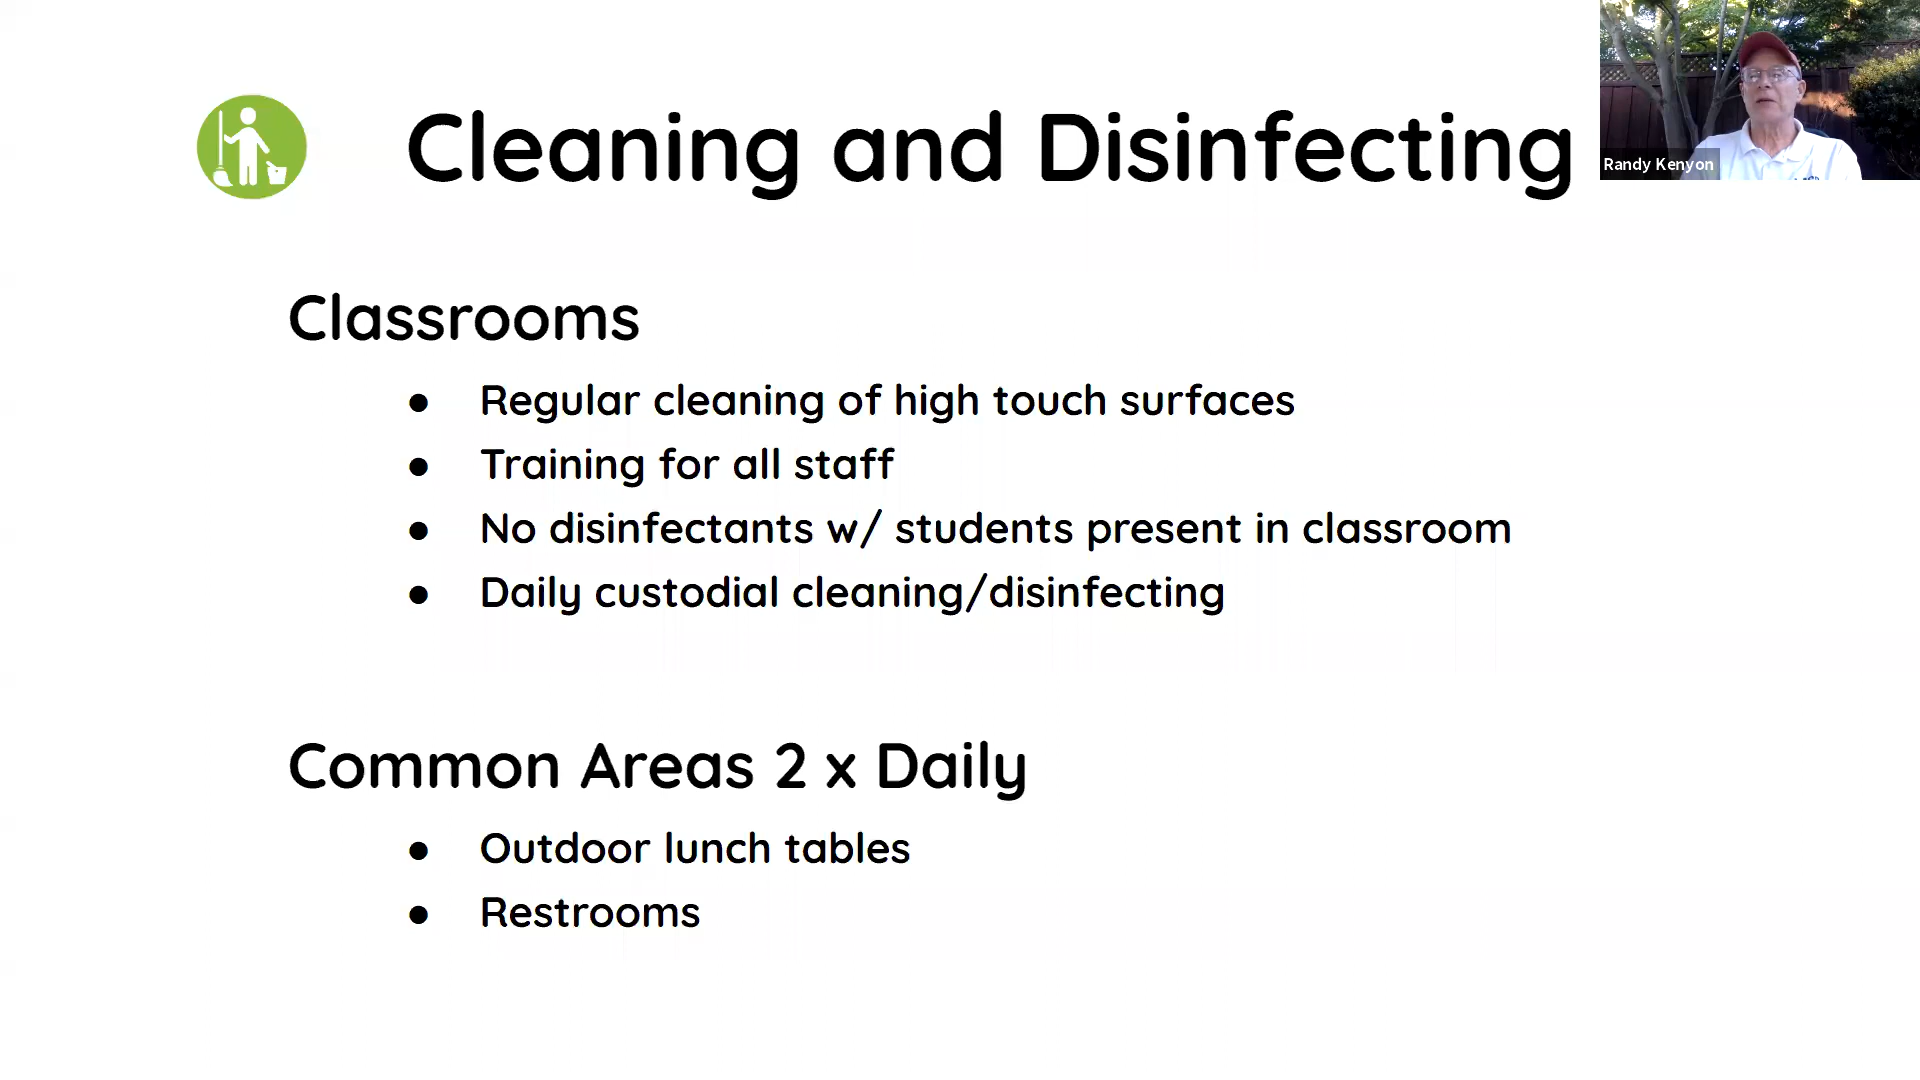 Cleaning and Disinfecting
Randy Kenyon
Classrooms
● Regular cleaning of high touch surfaces
● Training for all staff
● No disinfectants w/ students present in classroom
● Daily custodial cleaning/disinfecting
Common Areas 2 x Daily
● Outdoor lunch tables
● Restrooms